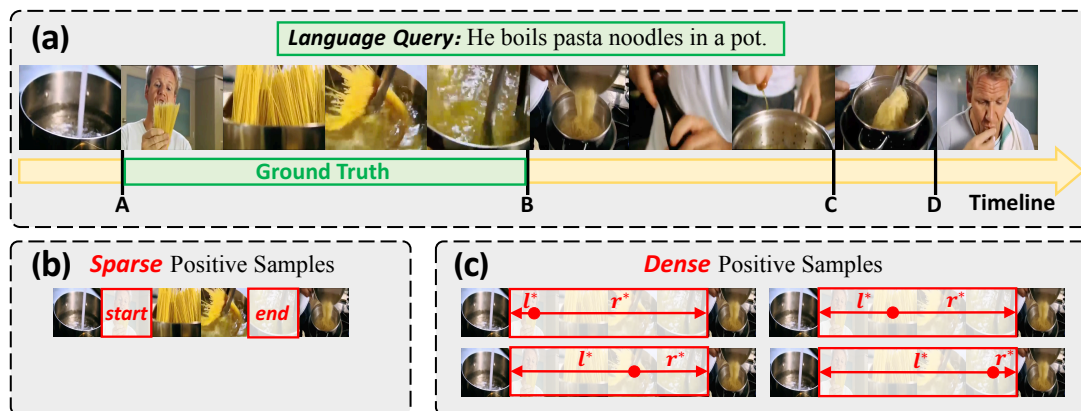 (a)
Language Query: He boils pasta noodles in a pot.
Ground Truth
A B C D Timeline
(b) Sparse Positive Samples
start end
(c) Dense Positive Samples
l* r* l* r*
l* r* l* r*